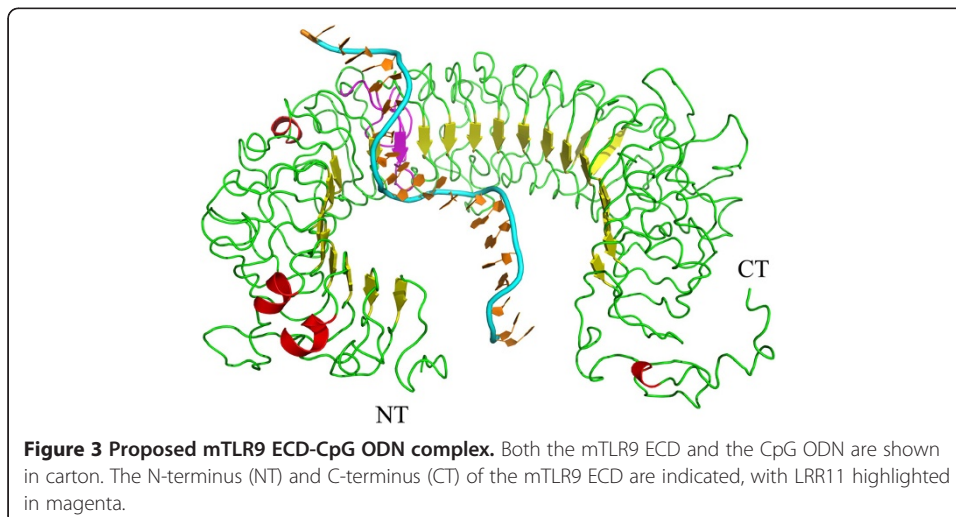 CT
NT
Figure 3 Proposed mTLR9 ECD-CpG ODN complex. Both the mTLR9 ECD and the CpG ODN are shown
in carton. The N-terminus (NT) and C-terminus (CT) of the mTLR9 ECD are indicated, with LRR11 highlighted
in magenta.